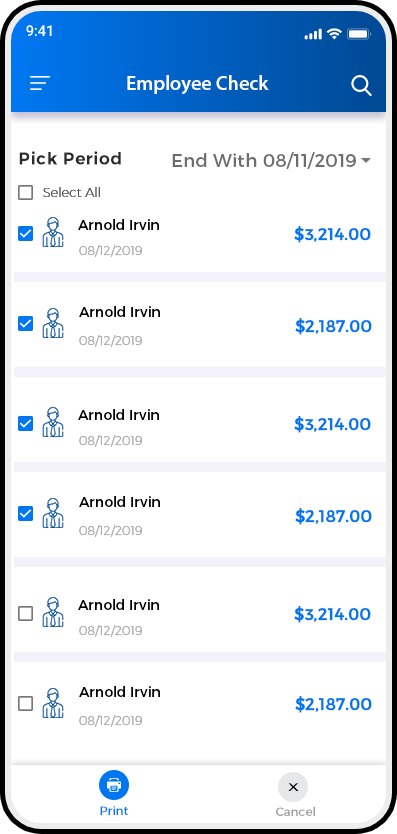 9:41
Employee Check
Pick Period End With 08/11/2019
Select All
Arnold Irvin
08/12/2019
$3,214.00
Arnold Irvin
08/12/2019
$2,187.00
Arnold Irvin
08/12/2019
$3,214.00
Arnold Irvin
08/12/2019
$2,187.00
Arnold Irvin
08/12/2019
$3,214.00
Arnold Irvin
08/12/2019
$2,187.00
Print
Cancel